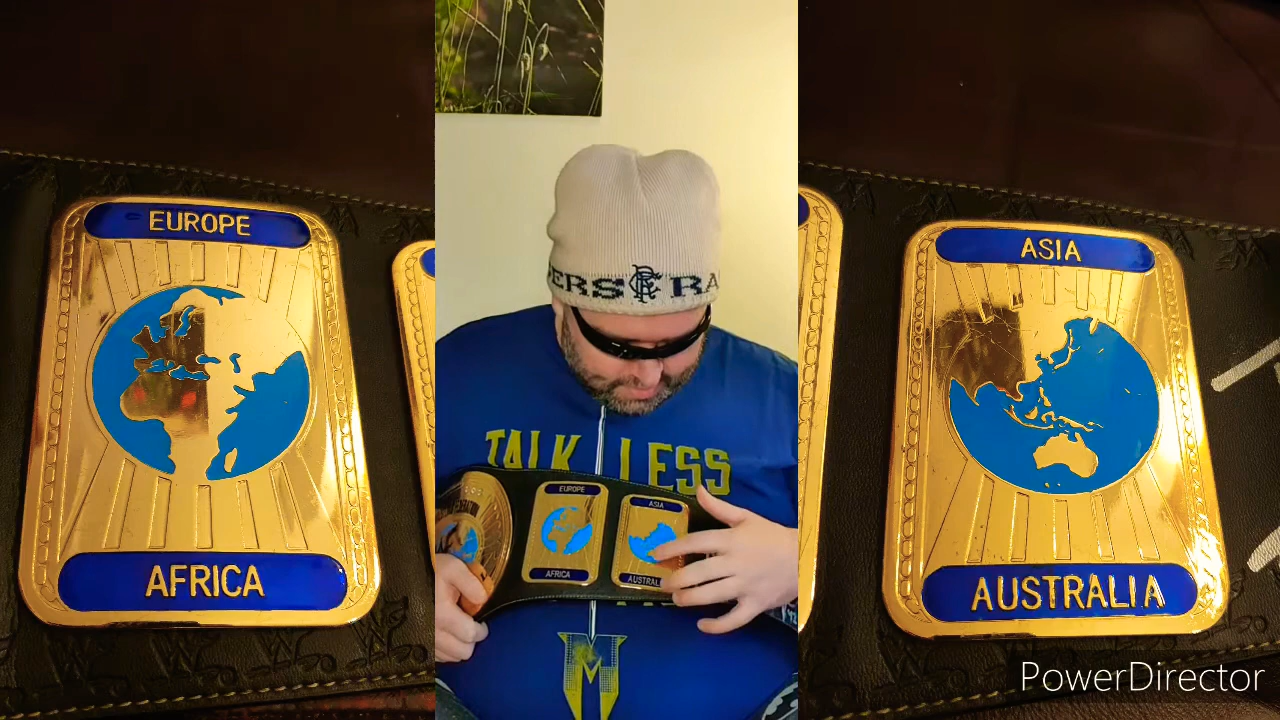 EUROPE
AFRICA
ERS RA
TALK LESS
EUROPE
ASIA
AFRICA
ASIA
AUSTRALIA
PowerDirector